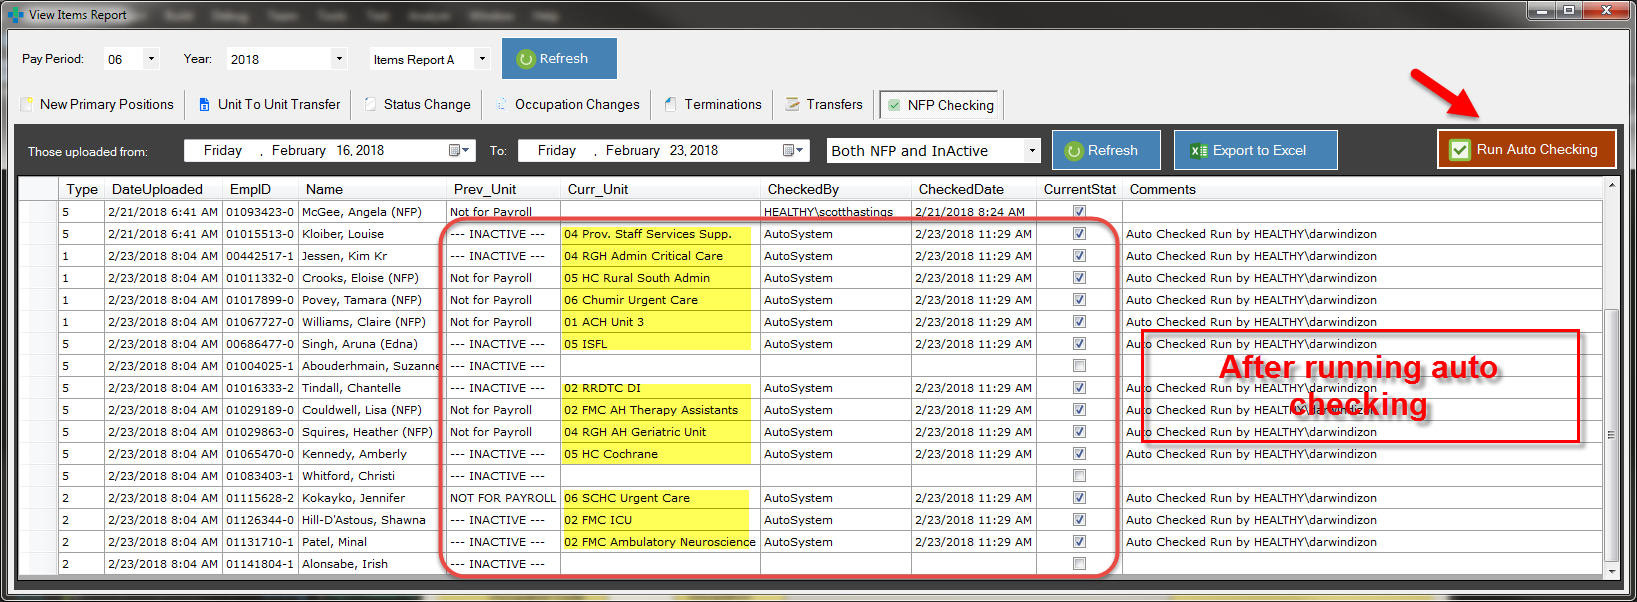 View Items Report
Pay Period: 06 Year: 2018 Items Report A Refresh
New Primary Positions Unit To Unit Transfer Status Change Occupation Changes Terminations Transfers NFP Checking
Those uploaded from: Friday , February 16, 2018 To: Friday , February 23, 2018 Both NFP and InActive Refresh Export to Excel Run Auto Checking
Type DateUploaded EmpID Name Prev_Unit Curr_Unit CheckedBy CheckedDate CurrentStat Comments
5 2/21/2018 6:41 AM 01093423-0 McGee, Angela (NFP) Not for Payroll HEALTHY\scotthastings 2/21/2018 8:24 AM
5 2/21/2018 6:41 AM 01015513-0 Kloiber, Louise --- INACTIVE --- 04 Prov. Staff Services Supp. AutoSystem 2/23/2018 11:29 AM Auto Checked Run by HEALTHY\darwindizon
1 2/23/2018 8:04 AM 00442517-1 Jessen, Kim Kr --- INACTIVE --- 04 RGH Admin Critical Care AutoSystem 2/23/2018 11:29 AM Auto Checked Run by HEALTHY\darwindizon
1 2/23/2018 8:04 AM 01011332-0 Crooks, Eloise (NFP) Not for Payroll 05 HC Rural South Admin AutoSystem 2/23/2018 11:29 AM Auto Checked Run by HEALTHY\darwindizon
1 2/23/2018 8:04 AM 01017899-0 Povey, Tamara (NFP) Not for Payroll 06 Chumir Urgent Care AutoSystem 2/23/2018 11:29 AM Auto Checked Run by HEALTHY\darwindizon
1 2/23/2018 8:04 AM 01067727-0 Williams, Claire (NFP) Not for Payroll 01 ACH Unit 3 AutoSystem 2/23/2018 11:29 AM Auto Checked Run by HEALTHY\darwindizon
5 2/23/2018 8:04 AM 00686477-0 Singh, Aruna (Edna) --- INACTIVE --- 05 ISFL AutoSystem 2/23/2018 11:29 AM Auto Checked Run by HEALTHY\darwindizon
5 2/23/2018 8:04 AM 01004025-1 Abouderhmain, Suzanne --- INACTIVE ---
5 2/23/2018 8:04 AM 01016333-2 Tindall, Chantelle --- INACTIVE --- 02 RRDTC DI AutoSystem 2/23/2018 11:29 AM Auto Checked Run by HEALTHY\darwindizon
5 2/23/2018 8:04 AM 01029189-0 Couldwell, Lisa (NFP) Not for Payroll 02 FMC AH Therapy Assistants AutoSystem 2/23/2018 11:29 AM Auto Checked Run by HEALTHY\darwindizon
5 2/23/2018 8:04 AM 01029863-0 Squires, Heather (NFP) Not for Payroll 04 RGH AH Geriatric Unit AutoSystem 2/23/2018 11:29 AM Auto Checked Run by HEALTHY\darwindizon
5 2/23/2018 8:04 AM 01065470-0 Kennedy, Amberly --- INACTIVE --- 05 HC Cochrane AutoSystem 2/23/2018 11:29 AM Auto Checked Run by HEALTHY\darwindizon
5 2/23/2018 8:04 AM 01083403-1 Whitford, Christi --- INACTIVE ---
2 2/23/2018 8:04 AM 01115628-2 Kokayko, Jennifer NOT FOR PAYROLL 06 SCHC Urgent Care AutoSystem 2/23/2018 11:29 AM Auto Checked Run by HEALTHY\darwindizon
2 2/23/2018 8:04 AM 01126344-0 Hill-D'Astous, Shawna --- INACTIVE --- 02 FMC ICU AutoSystem 2/23/2018 11:29 AM Auto Checked Run by HEALTHY\darwindizon
2 2/23/2018 8:04 AM 01131710-1 Patel, Minal --- INACTIVE --- 02 FMC Ambulatory Neuroscience AutoSystem 2/23/2018 11:29 AM Auto Checked Run by HEALTHY\darwindizon
2 2/23/2018 8:04 AM 01141804-1 Alonsabe, Irish --- INACTIVE ---
After running auto
checking